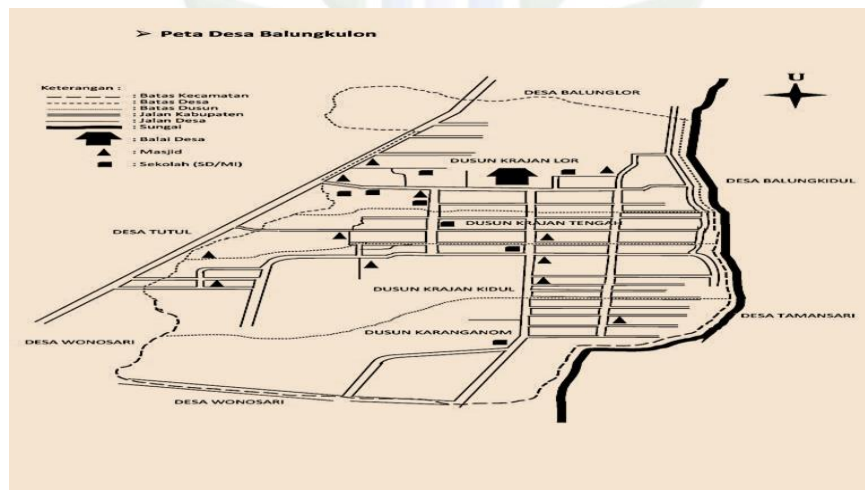 ➢ Peta Desa Balungkulon
Keterangan :
: Batas Kecamatan
: Batas Desa
: Batas Dusun
: Jalan Kabupaten
: Jalan Desa
: Sungai
: Balai Desa
: Masjid
: Sekolah (SD/MI)
U
DESA BALUNGLOR
DUSUN KRAJAN LOR
DESA BALUNGKIDUL
DUSUN KRAJAN TENGAH
DESA TUTUL
DUSUN KRAJAN KIDUL
DESA TAMANSARI
DUSUN KARANGANOM
DESA WONOSARI
DESA WONOSARI